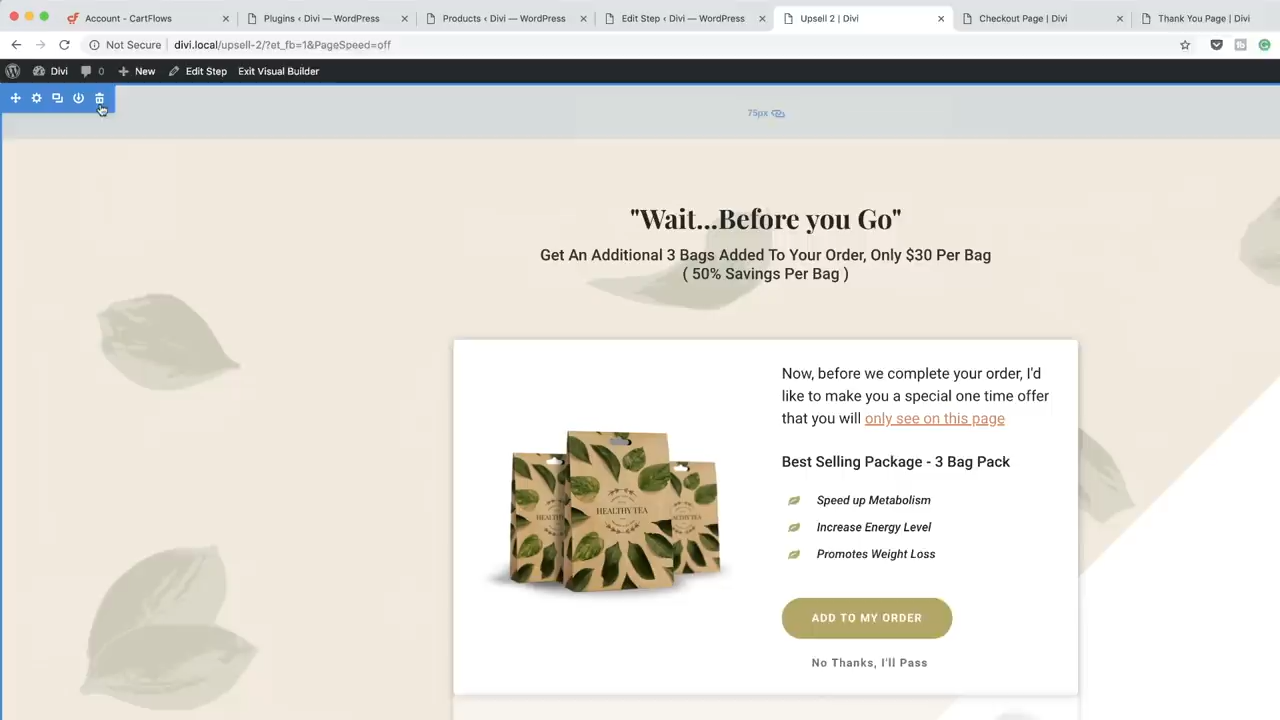 Account - CartFlows
Plugins ‹ Divi — WordPress
Products ‹ Divi — WordPress
Edit Step ‹ Divi — WordPress
Upsell 2 | Divi
Checkout Page | Divi
Thank You Page | Divi
Not Secure
divi.local/upsell-2/?et_fb=1&PageSpeed=off
Divi
0
New
Edit Step
Exit Visual Builder
75px
"Wait...Before you Go"
Get An Additional 3 Bags Added To Your Order, Only $30 Per Bag
( 50% Savings Per Bag )
Now, before we complete your order, I'd
like to make you a special one time offer
that you will only see on this page
Best Selling Package - 3 Bag Pack
Speed up Metabolism
Increase Energy Level
Promotes Weight Loss
HEALTHY TEA
ADD TO MY ORDER
No Thanks, I'll Pass